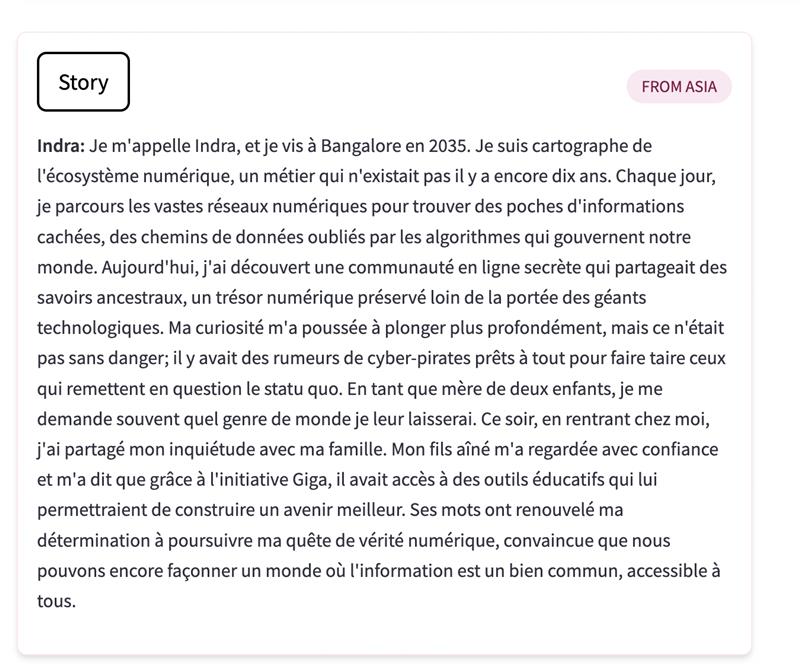 Story
FROM ASIA
Indra: Je m'appelle Indra, et je vis à Bangalore en 2035. Je suis cartographe de
l'écosystème numérique, un métier qui n'existait pas il y a encore dix ans. Chaque jour,
je parcours les vastes réseaux numériques pour trouver des poches d'informations
cachées, des chemins de données oubliés par les algorithmes qui gouvernent notre
monde. Aujourd'hui, j'ai découvert une communauté en ligne secrète qui partageait des
savoirs ancestraux, un trésor numérique préservé loin de la portée des géants
technologiques. Ma curiosité m'a poussée à plonger plus profondément, mais ce n'était
pas sans danger; il y avait des rumeurs de cyber-pirates prêts à tout pour faire taire ceux
qui remettent en question le statu quo. En tant que mère de deux enfants, je me
demande souvent quel genre de monde je leur laisserai. Ce soir, en rentrant chez moi,
j'ai partagé mon inquiétude avec ma famille. Mon fils aîné m'a regardée avec confiance
et m'a dit que grâce à l'initiative Giga, il avait accès à des outils éducatifs qui lui
permettraient de construire un avenir meilleur. Ses mots ont renouvelé ma
détermination à poursuivre ma quête de vérité numérique, convaincue que nous
pouvons encore façonner un monde où l'information est un bien commun, accessible à
tous.